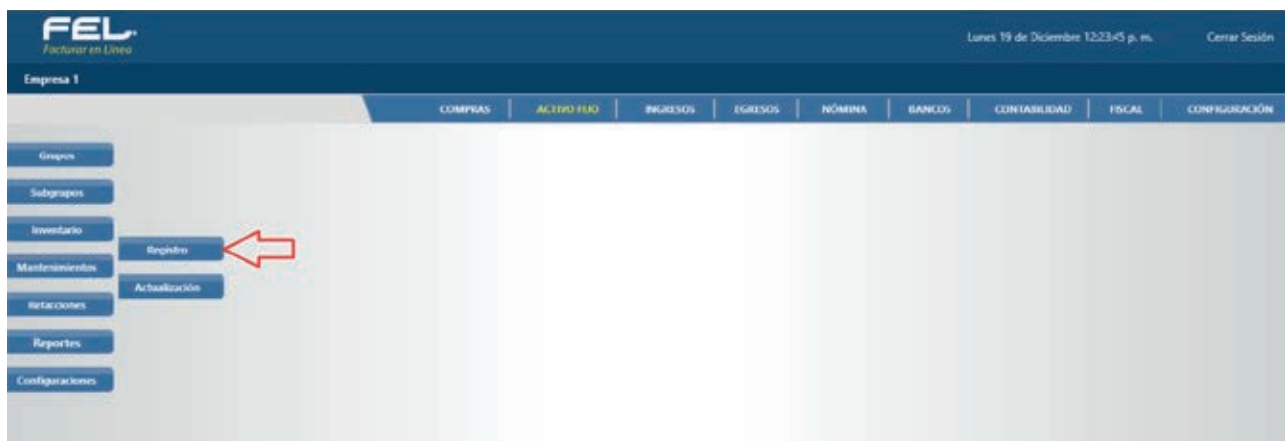 FEL
Facturar en Línea
Lunes 19 de Diciembre 12:23:45 p. m.
Cerrar Sesión
Empresa 1
COMPRAS
ACTIVO FIJO
INGRESOS
EGRESOS
NÓMINA
BANCOS
CONTABILIDAD
FISCAL
CONFIGURACIÓN
Grupos
Subgrupos
Inventario
Registro
Mantenimientos
Actualización
Refacciones
Reportes
Configuraciones